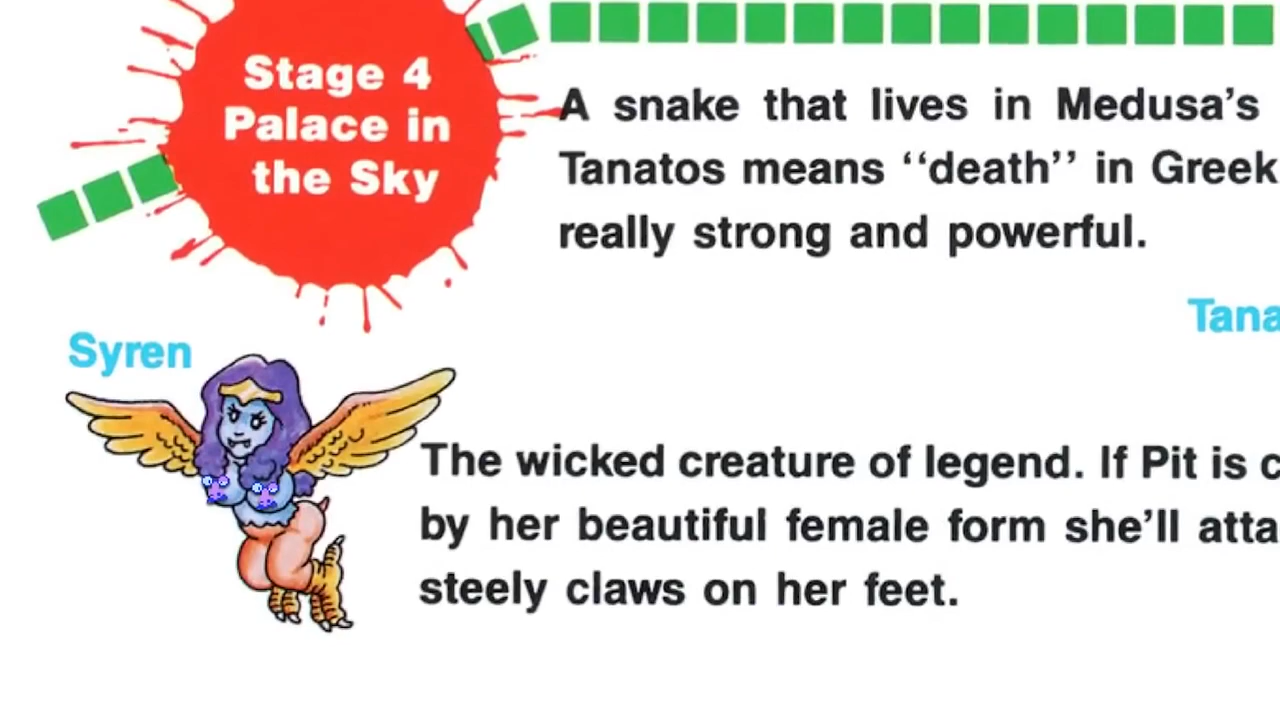 Stage 4
Palace in
the Sky
A snake that lives in Medusa's
Tanatos means ‘‘death’’ in Greek
really strong and powerful.
Syren
The wicked creature of legend. If Pit is
by her beautiful female form she'll
steely claws on her feet.